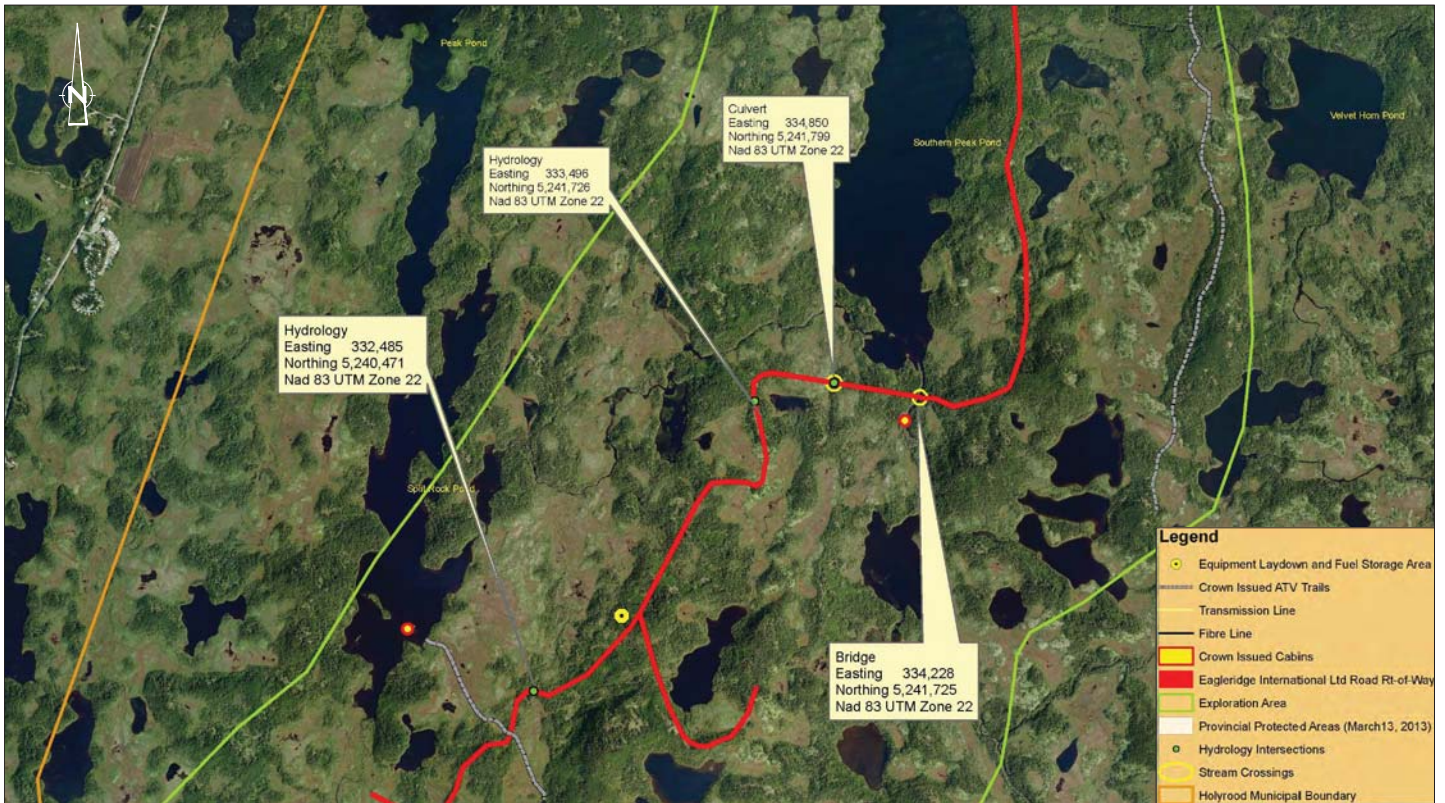 N
Peak Pond
Culvert
Easting 334,850
Northing 5,241,799
Nad 83 UTM Zone 22
Velvet Horn Pond
Southern Peak Pond
Hydrology
Easting 333,496
Northing 5,241,726
Nad 83 UTM Zone 22
Hydrology
Easting 332,485
Northing 5,240,471
Nad 83 UTM Zone 22
Split Rock Pond
Bridge
Easting 334,228
Northing 5,241,725
Nad 83 UTM Zone 22
Legend
Equipment Laydown and Fuel Storage Area
Crown Issued ATV Trails
Transmission Line
Fibre Line
Crown Issued Cabins
Eagleridge International Ltd Road Rt-of-Way
Exploration Area
Provincial Protected Areas (March13, 2013)
Hydrology Intersections
Stream Crossings
Holyrood Municipal Boundary